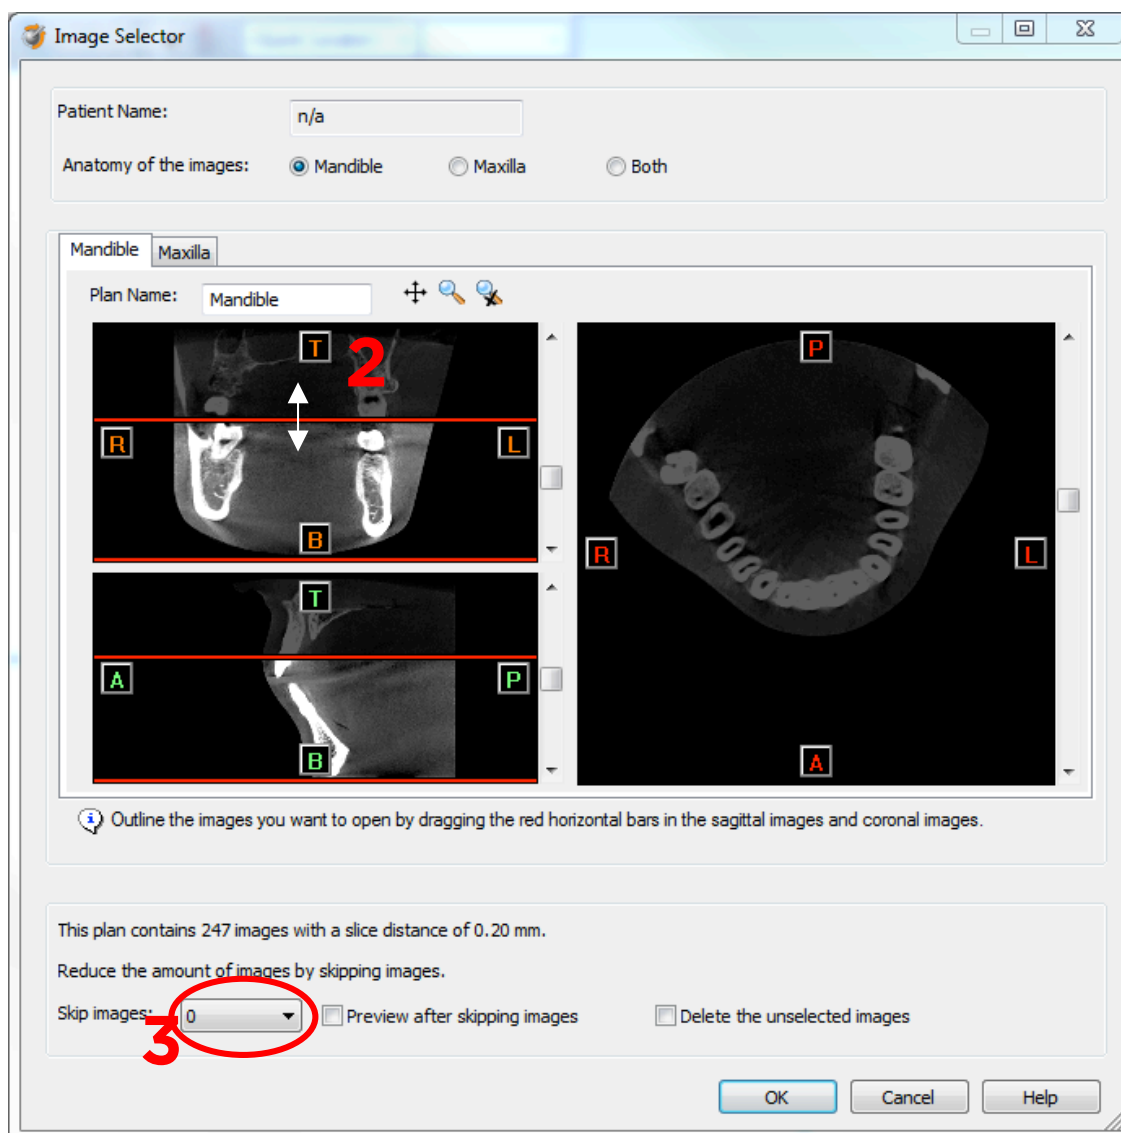 Image Selector
Patient Name: n/a
Anatomy of the images: Mandible Maxilla Both
Mandible Maxilla
Plan Name: Mandible
T 2
R L
B
T
A P
B
P
R L
A
Outline the images you want to open by dragging the red horizontal bars in the sagittal images and coronal images.
This plan contains 247 images with a slice distance of 0.20 mm.
Reduce the amount of images by skipping images.
Skip images: 0 Preview after skipping images Delete the unselected images
3
OK Cancel Help